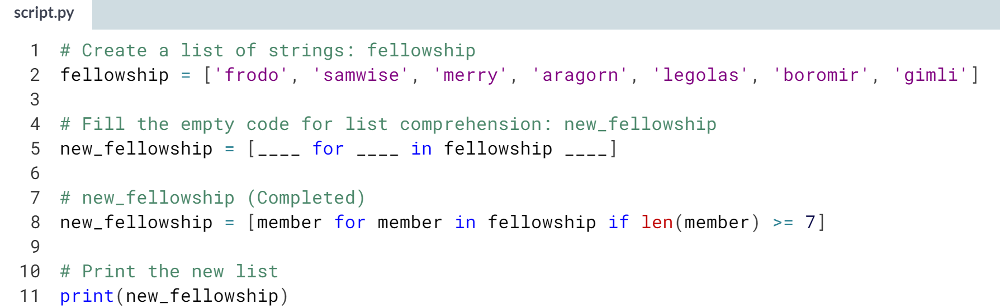 script.py
1 # Create a list of strings: fellowship
2 fellowship = ['frodo', 'samwise', 'merry', 'aragorn', 'legolas', 'boromir', 'gimli']
3
4 # Fill the empty code for list comprehension: new_fellowship
5 new_fellowship = [____ for ____ in fellowship ____]
6
7 # new_fellowship (Completed)
8 new_fellowship = [member for member in fellowship if len(member) >= 7]
9
10 # Print the new list
11 print(new_fellowship)